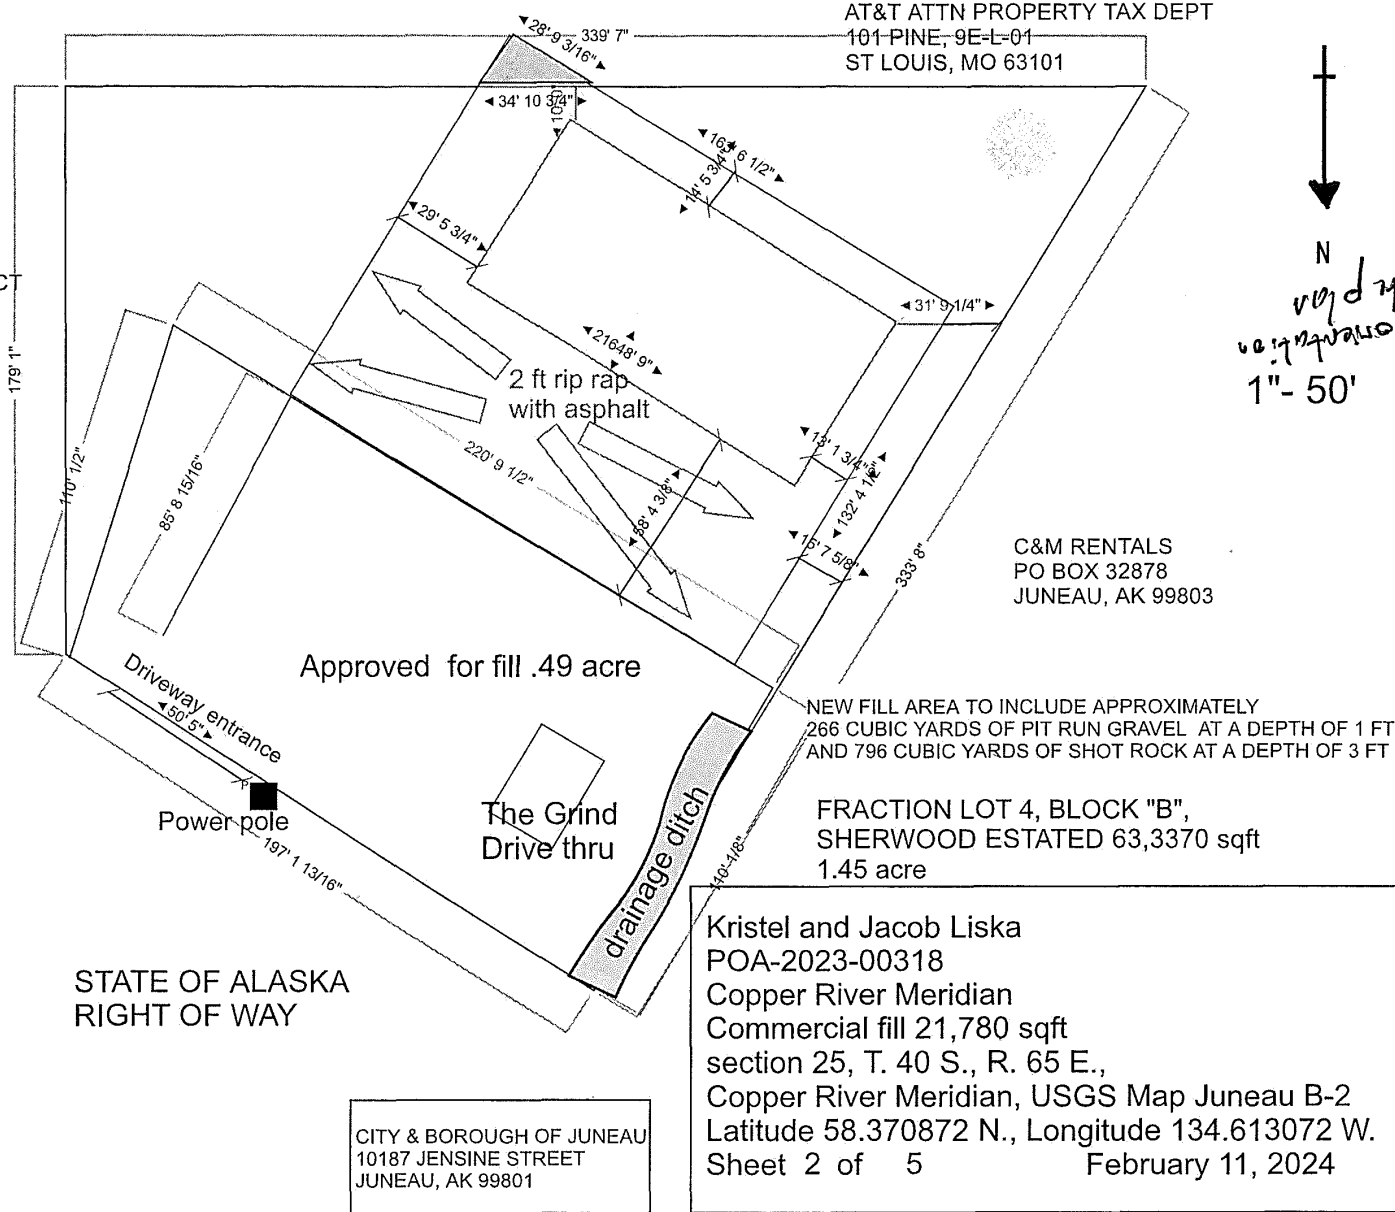 AT&T ATTN PROPERTY TAX DEPT
101 PINE, 9E-L-01
ST LOUIS, MO 63101
28' 9 3/16"
339' 7"
34' 10 3/4"
N
orientation
1"- 50'
CT
179' 1"
29' 5 3/4"
14' 5 3/4"
31' 9 1/4"
21648' 9"
2 ft rip rap
with asphalt
220' 9 1/2"
110' 1/2"
85' 8 15/16"
58' 4 3/8"
13' 1 3/4"
132' 4 1/2"
15' 7 5/8"
333' 8"
C&M RENTALS
PO BOX 32878
JUNEAU, AK 99803
Approved for fill .49 acre
Driveway entrance
50' 5"
P
Power pole
197' 1 13/16"
The Grind
Drive thru
drainage ditch
110' 1/8"
NEW FILL AREA TO INCLUDE APPROXIMATELY
266 CUBIC YARDS OF PIT RUN GRAVEL AT A DEPTH OF 1 FT
AND 796 CUBIC YARDS OF SHOT ROCK AT A DEPTH OF 3 FT
FRACTION LOT 4, BLOCK "B",
SHERWOOD ESTATED 63,3370 sqft
1.45 acre
STATE OF ALASKA
RIGHT OF WAY
CITY & BOROUGH OF JUNEAU
10187 JENSINE STREET
JUNEAU, AK 99801
Kristel and Jacob Liska
POA-2023-00318
Copper River Meridian
Commercial fill 21,780 sqft
section 25, T. 40 S., R. 65 E.,
Copper River Meridian, USGS Map Juneau B-2
Latitude 58.370872 N., Longitude 134.613072 W.
Sheet 2 of 5 February 11, 2024